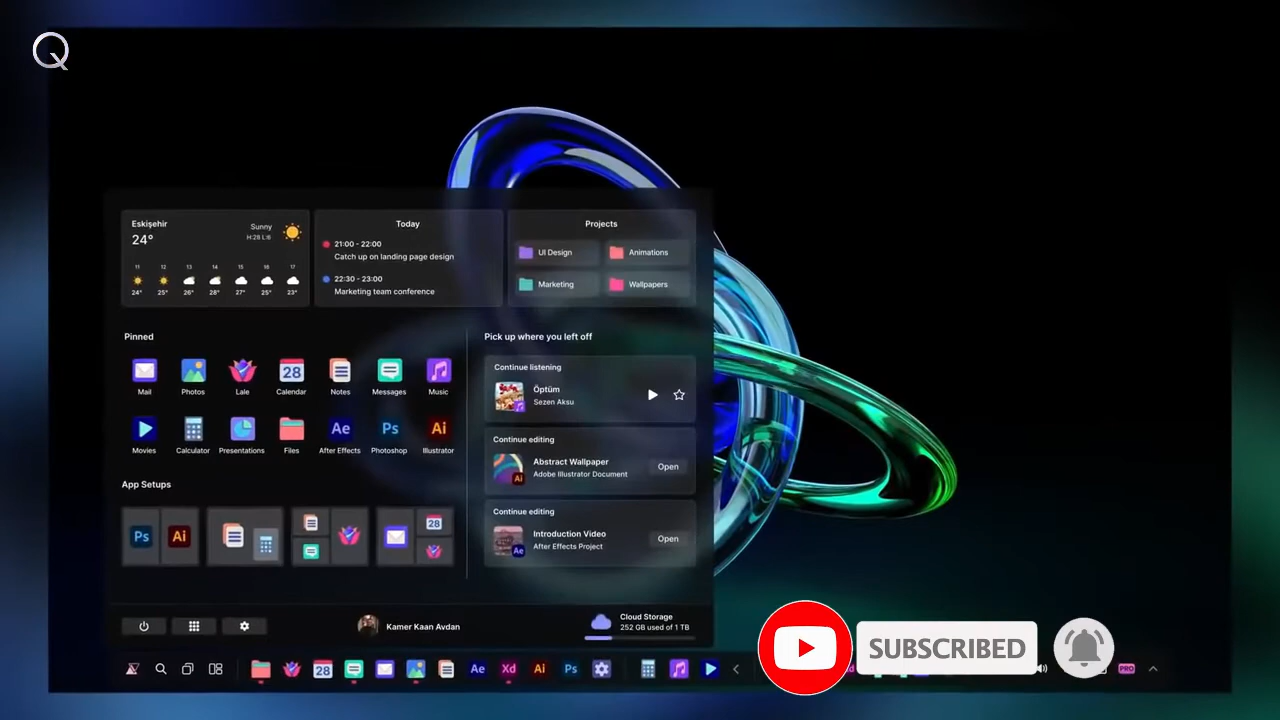 Q
Eskişehir
Sunny
24°
H:28 L:8
11 12 13 14 15 16 17
24° 25° 26° 28° 27° 25° 23°
Today
21:00 - 22:00
Catch up on landing page design
22:30 - 23:00
Marketing team conference
Projects
UI Design
Animations
Marketing
Wallpapers
Pinned
Mail
Photos
Lale
28
Calendar
Notes
Messages
Music
Movies
Calculator
Presentations
Files
Ae
After Effects
Ps
Photoshop
Ai
Illustrator
App Setups
Ps Ai
28
Pick up where you left off
Continue listening
Öptüm
Sezen Aksu
Continue editing
Abstract Wallpaper
Adobe Illustrator Document
Ai
Open
Continue editing
Introduction Video
After Effects Project
Ae
Open
Kamer Kaan Avdan
Cloud Storage
252 GB used of 1 TB
28 Ae Xd Ai Ps
SUBSCRIBED
PRO